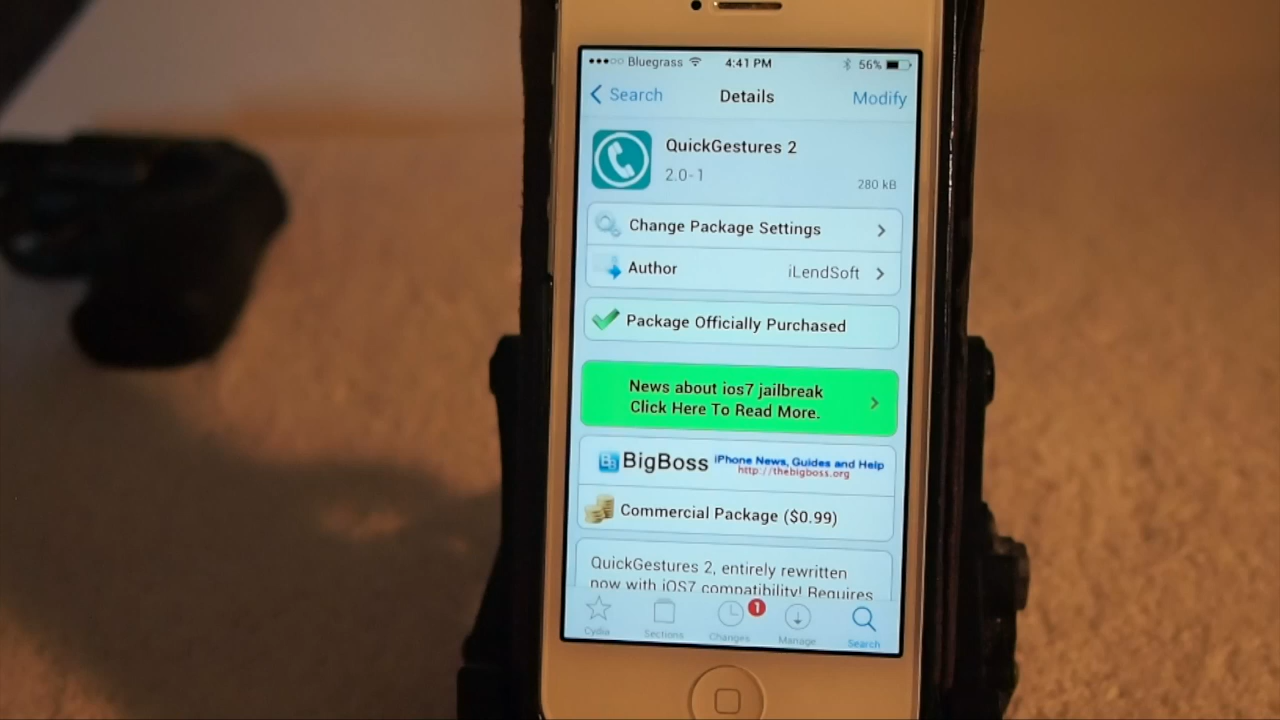 Bluegrass 4:41 PM 56%
Search Details Modify
QuickGestures 2
2.0-1
280 kB
Change Package Settings
Author iLendSoft
Package Officially Purchased
News about ios7 jailbreak
Click Here To Read More.
BigBoss iPhone News, Guides and Help
http://thebigboss.org
Commercial Package ($0.99)
QuickGestures 2, entirely rewritten
now with iOS7 compatibility! Requires
1
Cydia Sections Changes Manage Search